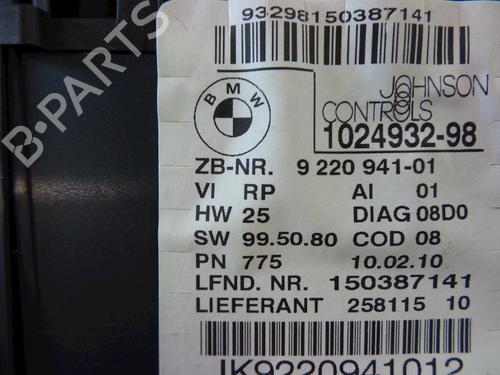 93298150387141
BMW
JOHNSON
CONTROLS
1024932-98
ZB-NR. 9 220 941-01
VI RP AI 01
HW 25 DIAG 08D0
SW 99.50.80 COD 08
PN 775 10.02.10
LFND. NR. 150387141
LIEFERANT 258115 10
IK9220941012
B-PARTS